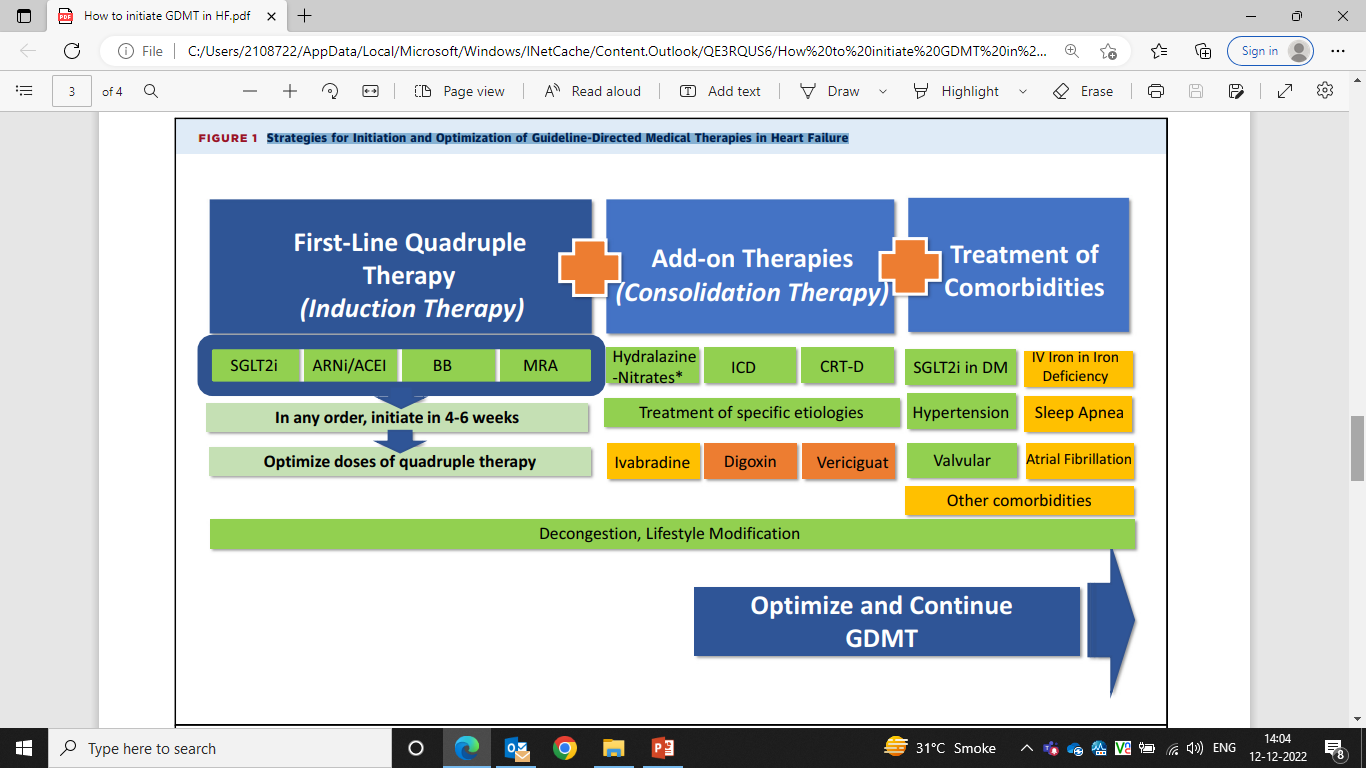 How to initiate GDMT in HF.pdf
File
C:/Users/2108722/AppData/Local/Microsoft/Windows/INetCache/Content.Outlook/QE3RQUS6/How%20to%20initiate%20GDMT%20in%2...
Sign in
3 of 4
Page view
Read aloud
Add text
Draw
Highlight
Erase
FIGURE 1 Strategies for Initiation and Optimization of Guideline-Directed Medical Therapies in Heart Failure
First-Line Quadruple
Therapy
(Induction Therapy)
Add-on Therapies
(Consolidation Therapy)
Treatment of
Comorbidities
SGLT2i
ARNi/ACEI
BB
MRA
In any order, initiate in 4-6 weeks
Optimize doses of quadruple therapy
Hydralazine
-Nitrates*
ICD
CRT-D
Treatment of specific etiologies
Ivabradine
Digoxin
Vericiguat
SGLT2i in DM
IV Iron in Iron
Deficiency
Hypertension
Sleep Apnea
Valvular
Atrial Fibrillation
Other comorbidities
Decongestion, Lifestyle Modification
Optimize and Continue
GDMT
Type here to search
31°C Smoke
ENG
14:04
12-12-2022
8